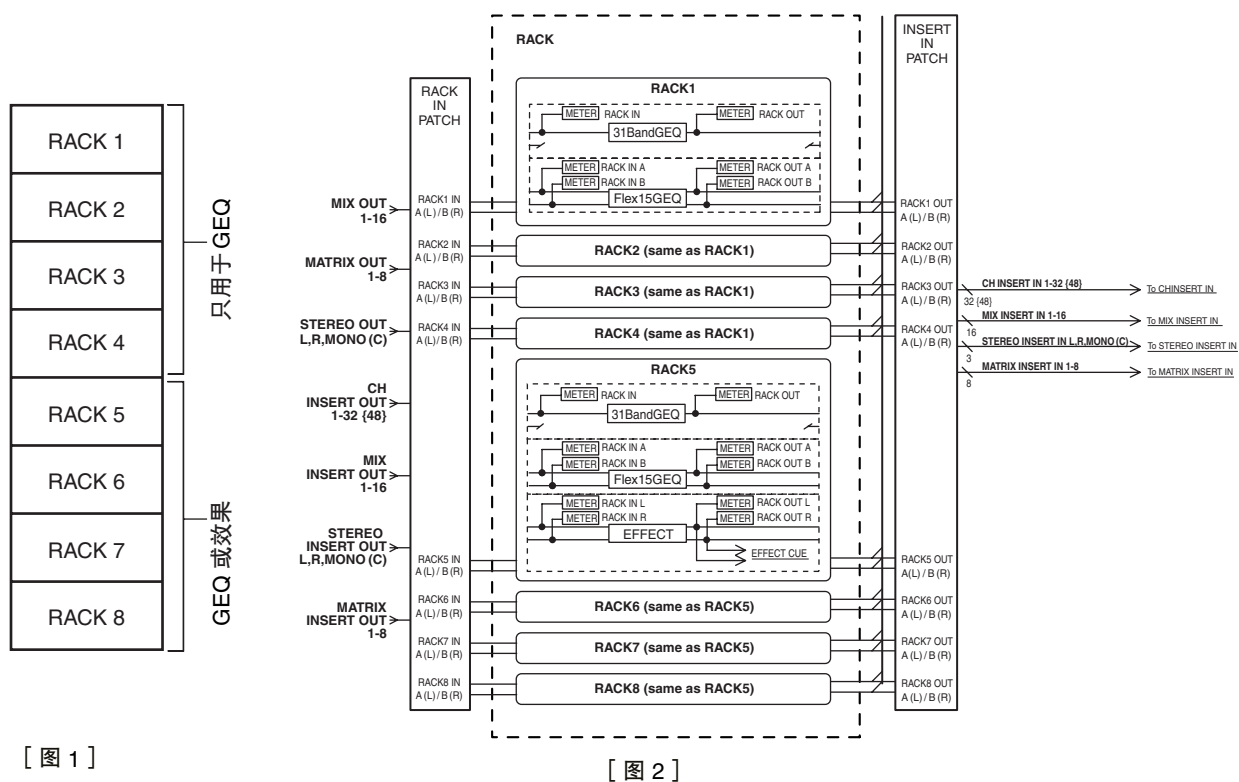 RACK 1
RACK 2
RACK 3
RACK 4
RACK 5
RACK 6
RACK 7
RACK 8
只用于 GEQ
GEQ 或效果
[ 图 1 ]
MIX OUT
1-16
MATRIX OUT
1-8
STEREO OUT
L,R,MONO (C)
CH
INSERT OUT
1-32 {48}
MIX
INSERT OUT
1-16
STEREO
INSERT OUT
L,R,MONO (C)
MATRIX
INSERT OUT
1-8
RACK
IN
PATCH
RACK1 IN
A (L) / B (R)
RACK2 IN
A (L) / B (R)
RACK3 IN
A (L) / B (R)
RACK4 IN
A (L) / B (R)
RACK5 IN
A (L) / B (R)
RACK6 IN
A (L) / B (R)
RACK7 IN
A (L) / B (R)
RACK8 IN
A (L) / B (R)
RACK
RACK1
METER RACK IN METER RACK OUT
31BandGEQ
METER RACK IN A METER RACK OUT A
METER RACK IN B METER RACK OUT B
Flex15GEQ
RACK2 (same as RACK1)
RACK3 (same as RACK1)
RACK4 (same as RACK1)
RACK5
METER RACK IN METER RACK OUT
31BandGEQ
METER RACK IN A METER RACK OUT A
METER RACK IN B METER RACK OUT B
Flex15GEQ
METER RACK IN L METER RACK OUT L
METER RACK IN R METER RACK OUT R
EFFECT
EFFECT CUE
RACK6 (same as RACK5)
RACK7 (same as RACK5)
RACK8 (same as RACK5)
INSERT
IN
PATCH
RACK1 OUT
A (L) / B (R)
RACK2 OUT
A (L) / B (R)
RACK3 OUT
A (L) / B (R)
RACK4 OUT
A (L) / B (R)
RACK5 OUT
A(L) / B (R)
RACK6 OUT
A (L) / B (R)
RACK7 OUT
A (L) / B (R)
RACK8 OUT
A (L) / B (R)
CH INSERT IN 1-32 {48}
32 {48}
To CHINSERT IN
MIX INSERT IN 1-16
16
To MIX INSERT IN
STEREO INSERT IN L,R,MONO (C)
3
To STEREO INSERT IN
MATRIX INSERT IN 1-8
8
To MATRIX INSERT IN
[ 图 2 ]